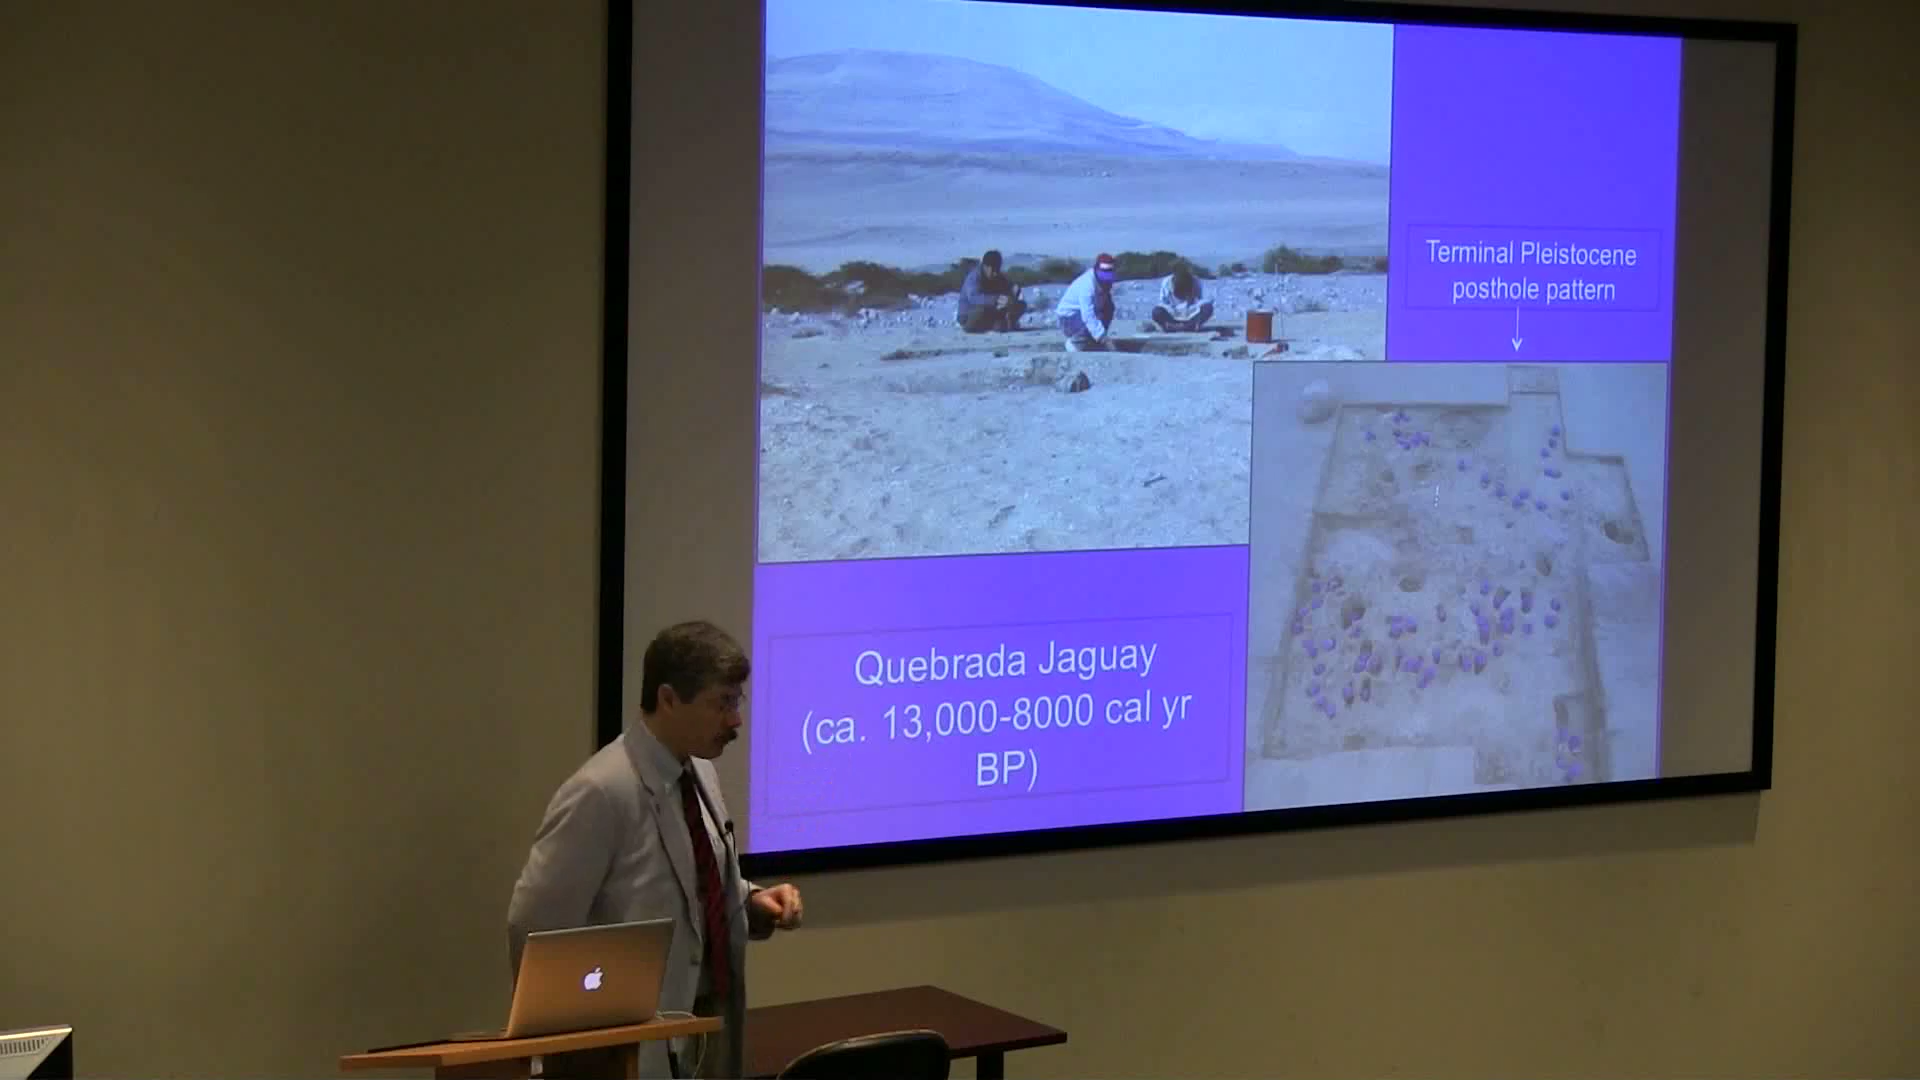 Terminal Pleistocene
posthole pattern
Quebrada Jaguay
(ca. 13,000-8000 cal yr
BP)